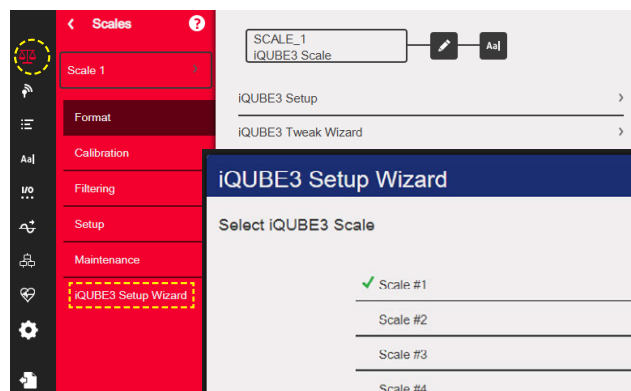 Scales
?
SCALE_1
iQUBE3 Scale
Aa|
Scale 1
iQUBE3 Setup
Format
iQUBE3 Tweak Wizard
Calibration
Aa|
iQUBE3 Setup Wizard
Filtering
I/O
Setup
Select iQUBE3 Scale
Maintenance
Scale #1
iQUBE3 Setup Wizard
Scale #2
Scale #3
Scale #4